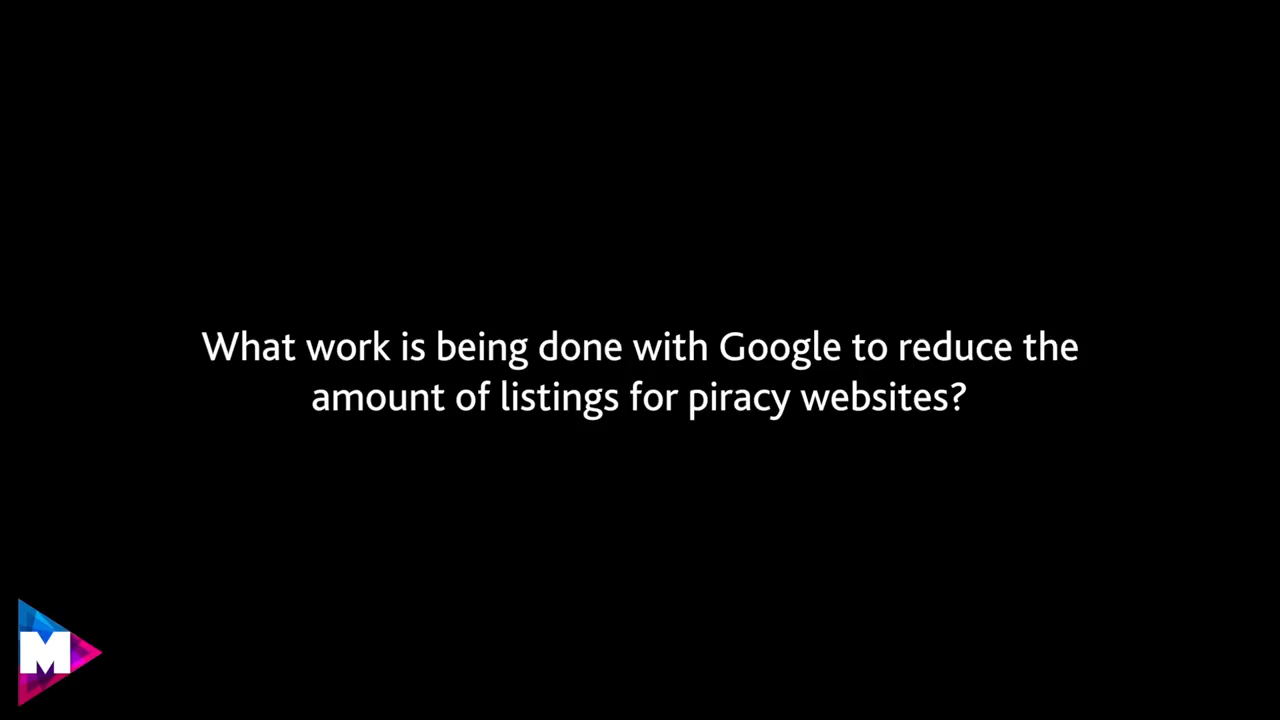 What work is being done with Google to reduce the
amount of listings for piracy websites?
M